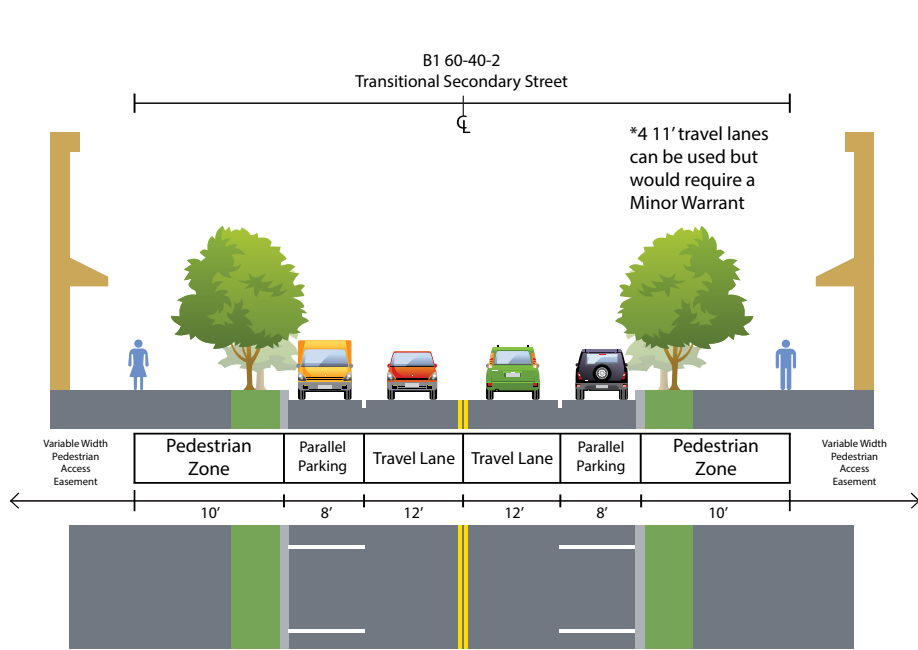 B1 60-40-2
Transitional Secondary Street
℄
*4 11’ travel lanes
can be used but
would require a
Minor Warrant
Variable Width
Pedestrian
Access
Easement
Pedestrian
Zone
Parallel
Parking
Travel Lane
Travel Lane
Parallel
Parking
Pedestrian
Zone
Variable Width
Pedestrian
Access
Easement
10’ 8’ 12’ 12’ 8’ 10’